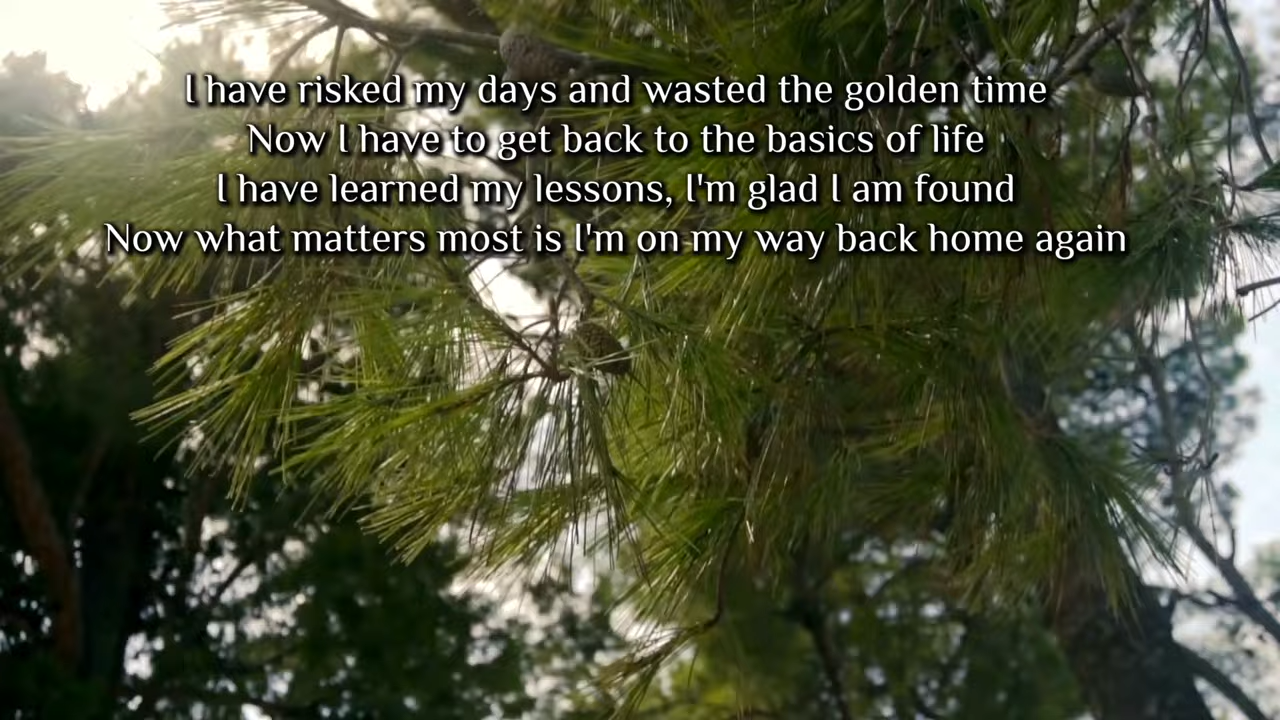 I have risked my days and wasted the golden time
Now I have to get back to the basics of life
I have learned my lessons, I'm glad I am found
Now what matters most is I'm on my way back home again